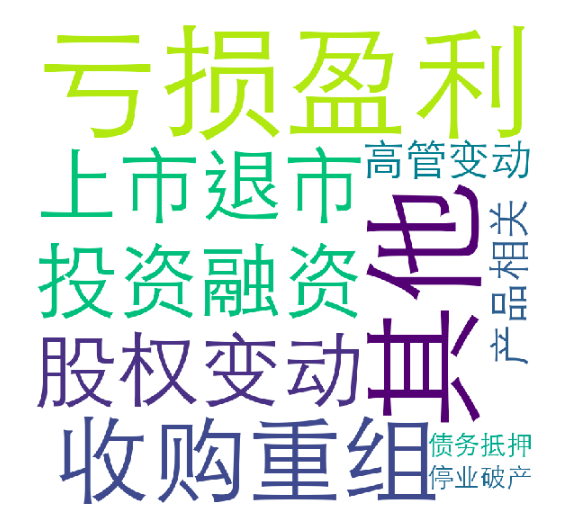 亏损盈利
上市退市
高管变动
其他
产品相关
投资融资
股权变动
收购重组
债务抵押
停业破产